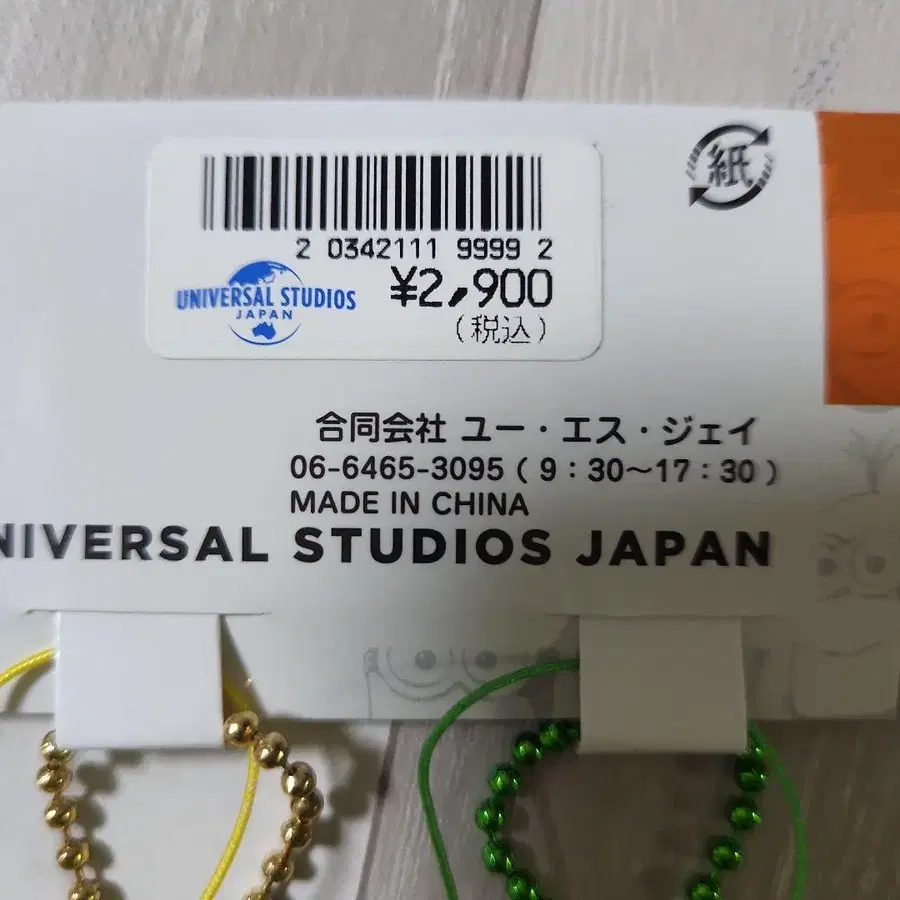 紙
2 0342111 9999 2
UNIVERSAL STUDIOS
JAPAN
¥2,900
(税込)
合同会社 ユー・エス・ジェイ
06-6465-3095 ( 9：30〜17：30 )
MADE IN CHINA
NIVERSAL STUDIOS JAPAN